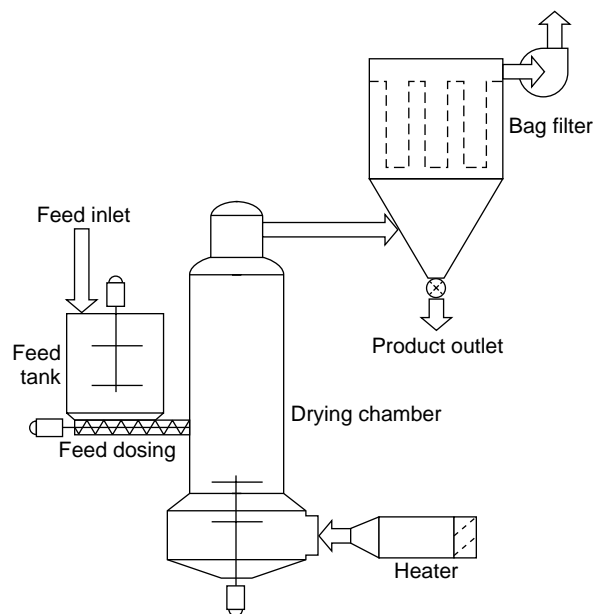 Bag filter
Feed inlet
Product outlet
Feed
tank
Drying chamber
Feed dosing
Heater